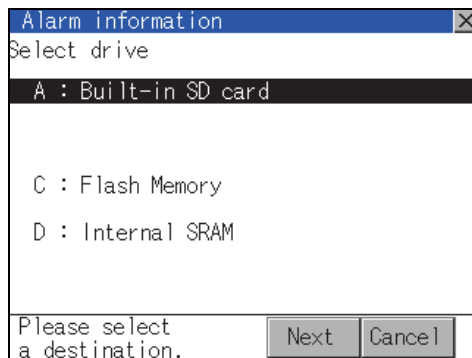 Alarm information
Select drive
A : Built-in SD card
C : Flash Memory
D : Internal SRAM
Please select
a destination.
Next
Cancel